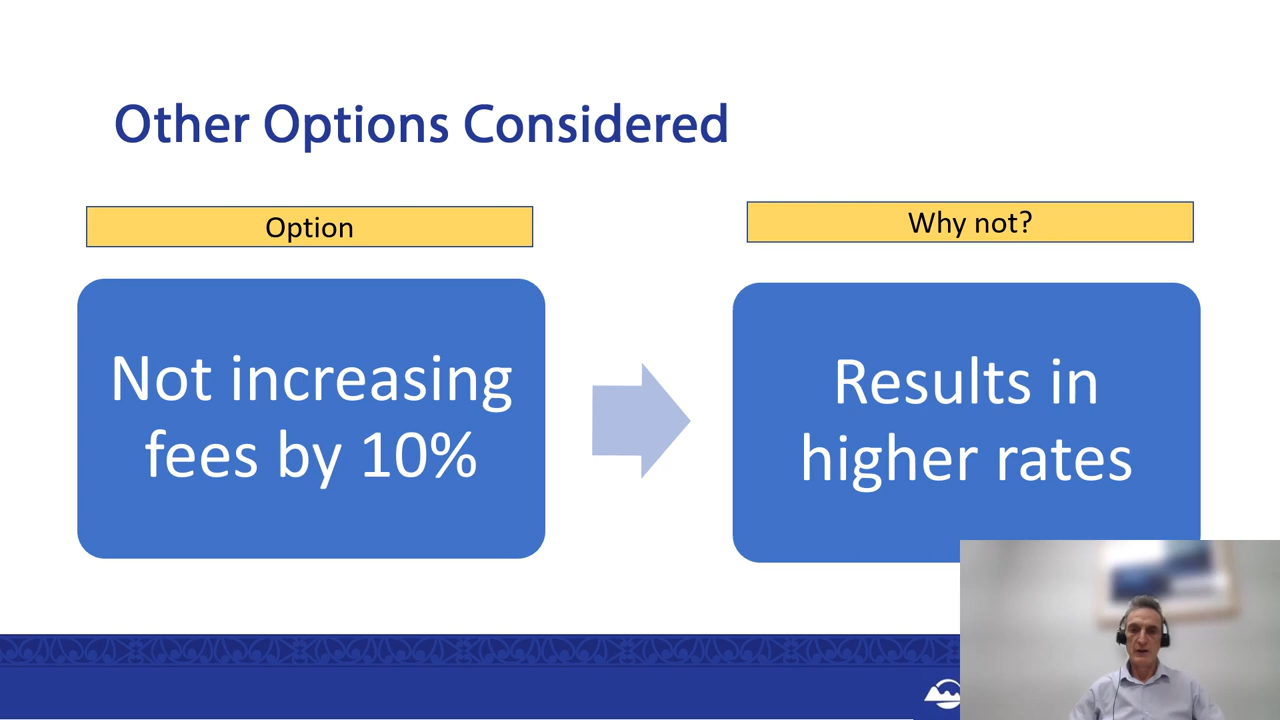 Other Options Considered
Option
Why not?
Not increasing
fees by 10%
Results in
higher rates